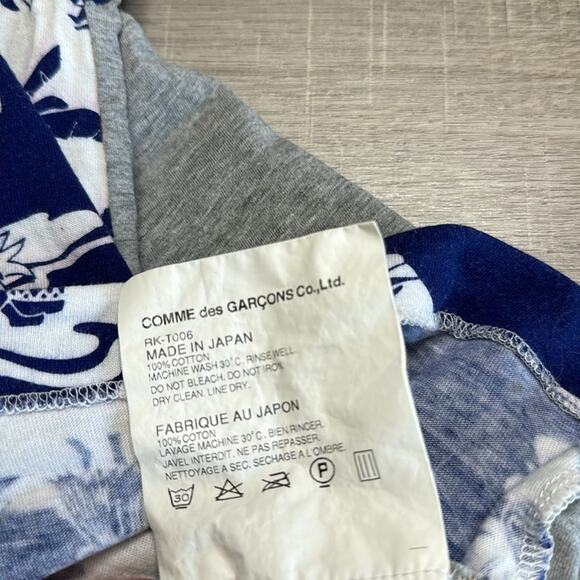 COMME des GARÇONS Co.,Ltd.
RK-T006
MADE IN JAPAN
100% COTTON
MACHINE WASH 30°C, RINSE WELL.
DO NOT BLEACH. DO NOT IRON.
DRY CLEAN. LINE DRY.
FABRIQUE AU JAPON
100% COTON
LAVAGE MACHINE 30°C, BIEN RINCER.
JAVEL INTERDIT. NE PAS REPASSER.
NETTOYAGE A SEC. SECHAGE A L'OMBRE.
30
P